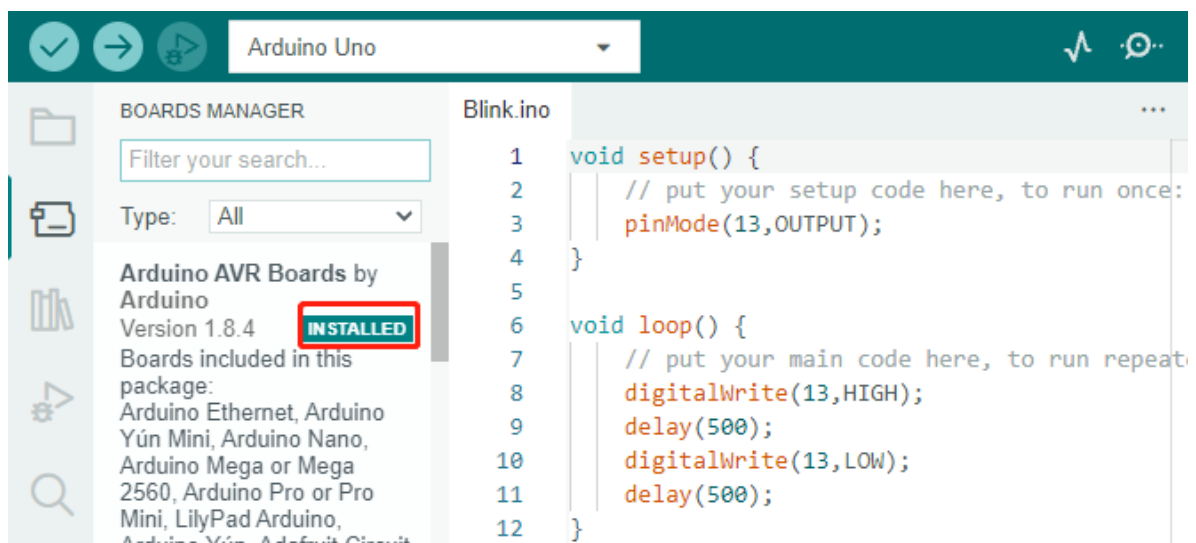 Arduino Uno
BOARDS MANAGER
Filter your search...
Type: All
Arduino AVR Boards by
Arduino
Version 1.8.4 INSTALLED
Boards included in this
package:
Arduino Ethernet, Arduino
Yún Mini, Arduino Nano,
Arduino Mega or Mega
2560, Arduino Pro or Pro
Mini, LilyPad Arduino,
Arduino Yún, Adafruit Circuit
Blink.ino
1 void setup() {
2 // put your setup code here, to run once:
3 pinMode(13,OUTPUT);
4 }
5
6 void loop() {
7 // put your main code here, to run repeat
8 digitalWrite(13,HIGH);
9 delay(500);
10 digitalWrite(13,LOW);
11 delay(500);
12 }